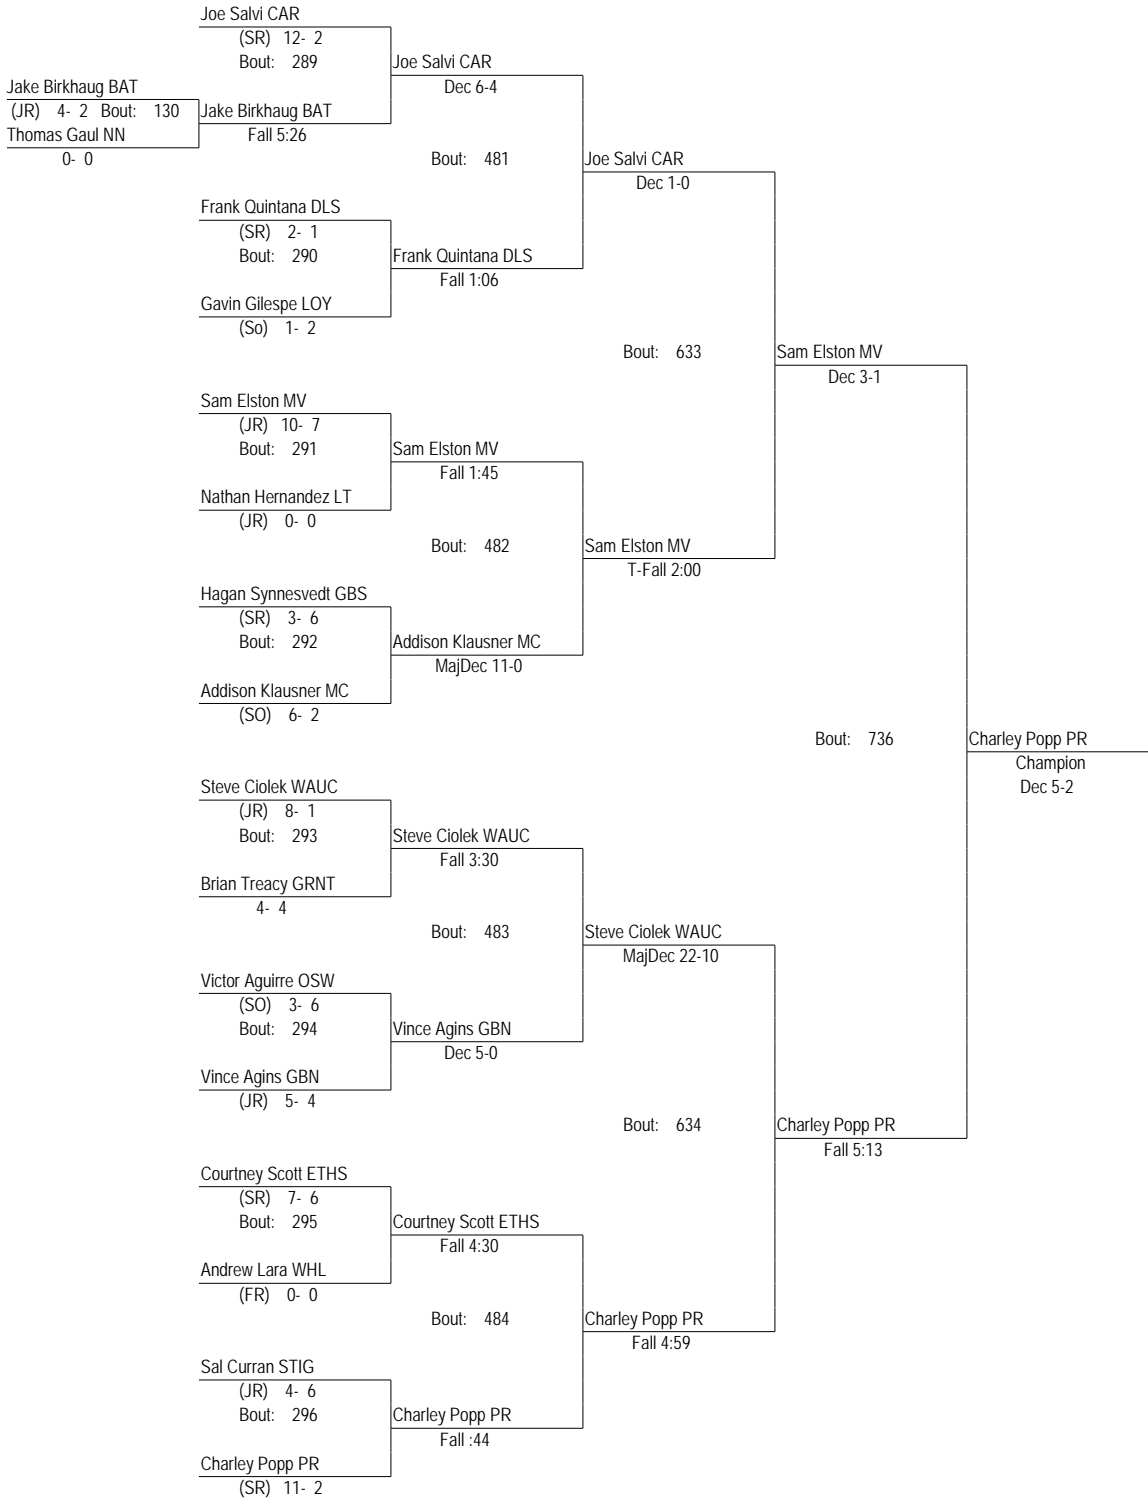 Joe Salvi CAR
(SR) 12- 2
Bout: 289
Joe Salvi CAR
Dec 6-4
Jake Birkhaug BAT
(JR) 4- 2 Bout: 130
Jake Birkhaug BAT
Fall 5:26
Thomas Gaul NN
0- 0
Bout: 481
Joe Salvi CAR
Dec 1-0
Frank Quintana DLS
(SR) 2- 1
Bout: 290
Frank Quintana DLS
Fall 1:06
Gavin Gilespe LOY
(So) 1- 2
Bout: 633
Sam Elston MV
Dec 3-1
Sam Elston MV
(JR) 10- 7
Bout: 291
Sam Elston MV
Fall 1:45
Nathan Hernandez LT
(JR) 0- 0
Bout: 482
Sam Elston MV
T-Fall 2:00
Hagan Synnesvedt GBS
(SR) 3- 6
Bout: 292
Addison Klausner MC
MajDec 11-0
Addison Klausner MC
(SO) 6- 2
Bout: 736
Charley Popp PR
Champion
Dec 5-2
Steve Ciolek WAUC
(JR) 8- 1
Bout: 293
Steve Ciolek WAUC
Fall 3:30
Brian Treacy GRNT
4- 4
Bout: 483
Steve Ciolek WAUC
MajDec 22-10
Victor Aguirre OSW
(SO) 3- 6
Bout: 294
Vince Agins GBN
Dec 5-0
Vince Agins GBN
(JR) 5- 4
Bout: 634
Charley Popp PR
Fall 5:13
Courtney Scott ETHS
(SR) 7- 6
Bout: 295
Courtney Scott ETHS
Fall 4:30
Andrew Lara WHL
(FR) 0- 0
Bout: 484
Charley Popp PR
Fall 4:59
Sal Curran STIG
(JR) 4- 6
Bout: 296
Charley Popp PR
Fall :44
Charley Popp PR
(SR) 11- 2